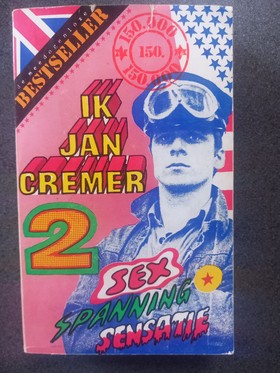 BESTSELLER
150.000
150.
150.000
IK
JAN
CREMER
2
SEX
SPANNING
SENSATIE